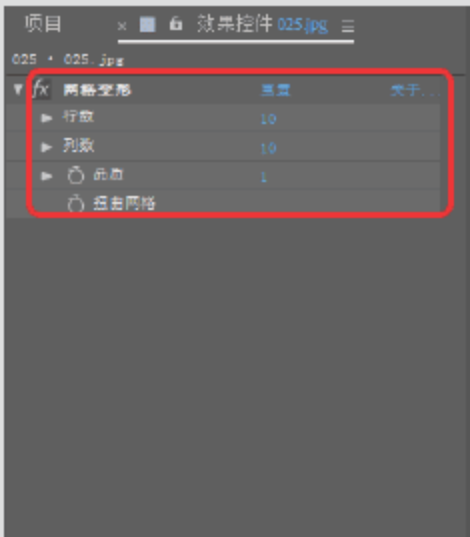 项目 × 效果控件 025.jpg
025 · 025.jpg
fx 网格变形 重置 关于...
行数 10
列数 10
品质 1
扭曲网格